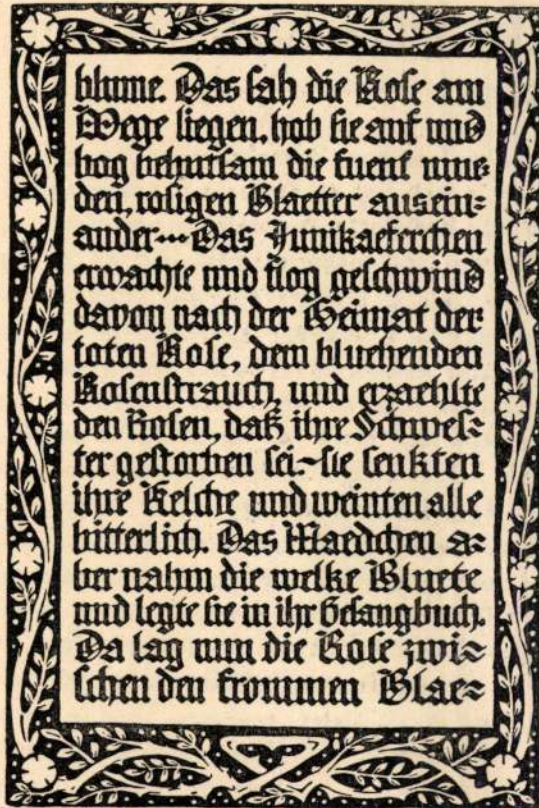 blume. Das sah die Rose am
Wege liegen, hob sie auf und
bog behutsam die fuenf mue=
den, rosigen Blaetter ausein=
ander... Das Junikaeferchen
erwachte und flog geschwind
davon nach der Heimat der
toten Rose, dem bluehenden
Rosenstrauch, und erzaehlte
den Rosen, daß ihre Schwes=
ter gestorben sei.~sie senkten
ihre Kelche und weinten alle
bitterlich. Das Maedchen a=
ber nahm die welke Bluete
und legte sie in ihr Gesangbuch.
Da lag nun die Rose zwi=
schen den frommen Blae=